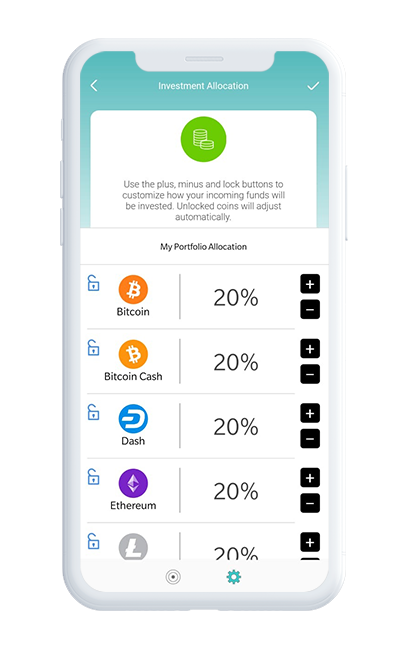 Investment Allocation
Use the plus, minus and lock buttons to
customize how your incoming funds will
be invested. Unlocked coins will adjust
automatically.
My Portfolio Allocation
Bitcoin
20%
+
−
Bitcoin Cash
20%
+
−
Dash
20%
+
−
Ethereum
20%
+
−
20%
+
−